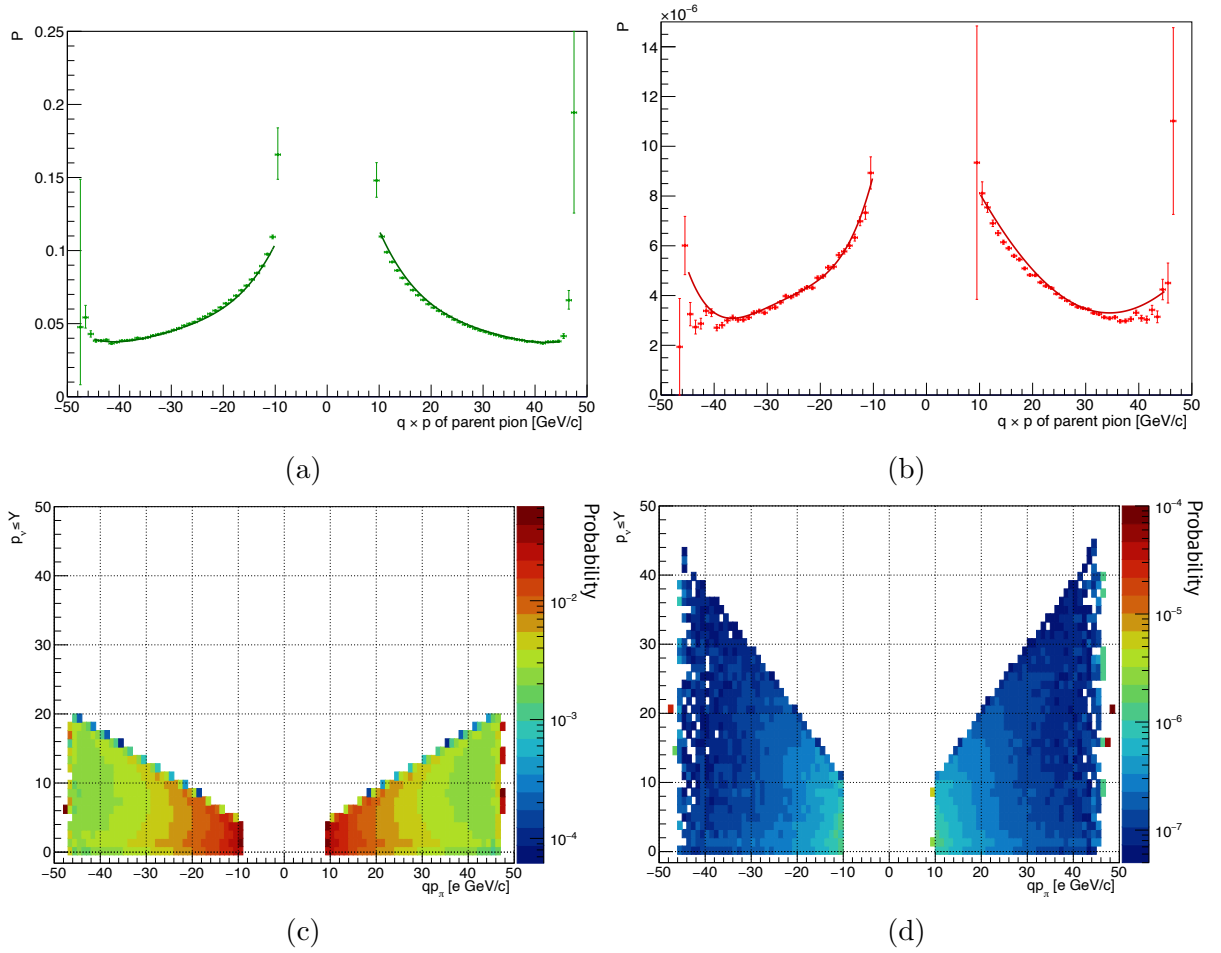 P
0.25
0.2
0.15
0.1
0.05
0
−50 −40 −30 −20 −10 0 10 20 30 40 50
q × p of parent pion [GeV/c]
(a)
×10⁻⁶
P
14
12
10
8
6
4
2
0
−50 −40 −30 −20 −10 0 10 20 30 40 50
q × p of parent pion [GeV/c]
(b)
pᵥ ≤ Y
50
40
30
20
10
0
−50 −40 −30 −20 −10 0 10 20 30 40 50
qp_π [e GeV/c]
Probability
10⁻²
10⁻³
10⁻⁴
(c)
pᵥ ≤ Y
50
40
30
20
10
0
−50 −40 −30 −20 −10 0 10 20 30 40 50
qp_π [e GeV/c]
Probability
10⁻⁴
10⁻⁵
10⁻⁶
10⁻⁷
(d)